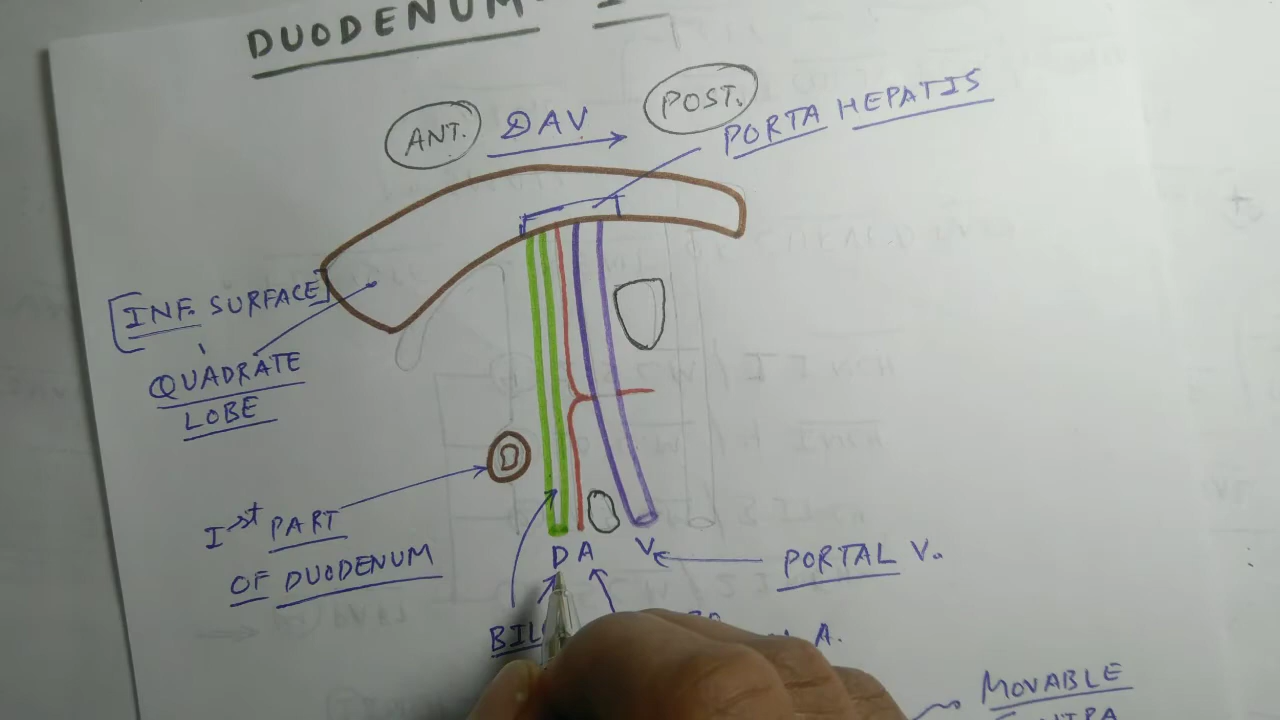 DUODENUM-
ANT.
DAV
POST.
PORTA HEPATIS
INF. SURFACE
QUADRATE
LOBE
D
Ist PART
OF DUODENUM
D A V
PORTAL V.
A.
MOVABLE